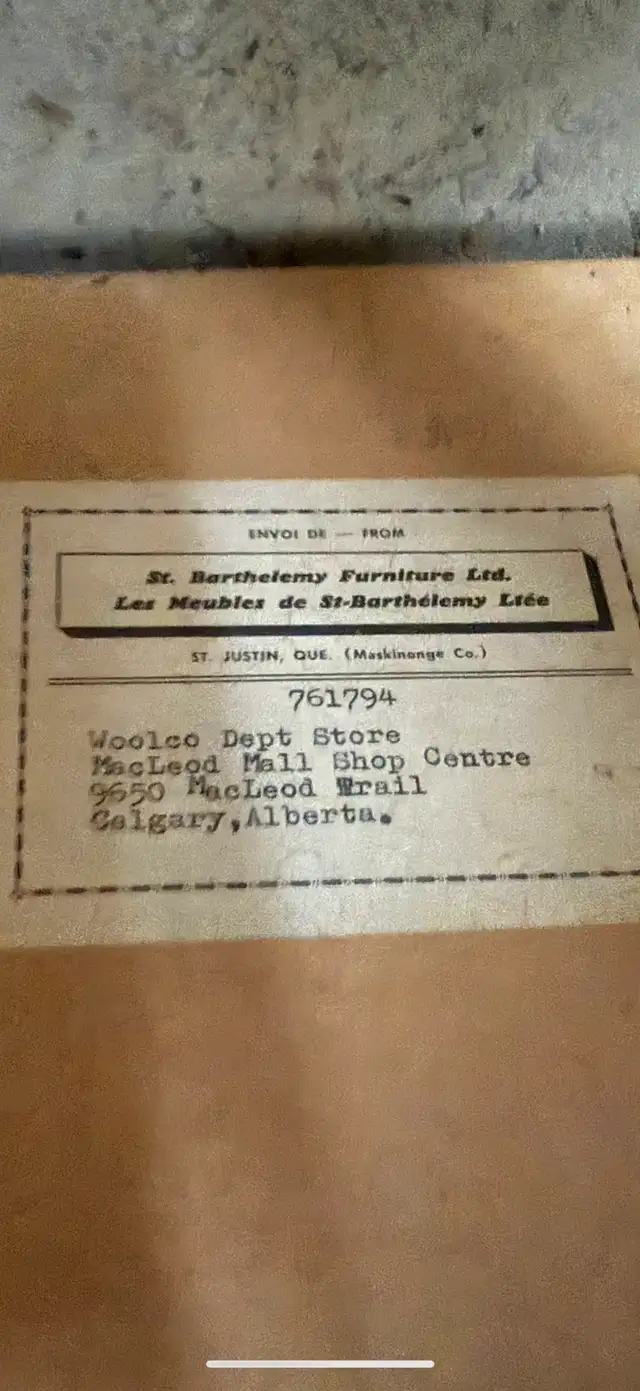 ENVOI DE — FROM
St. Barthelemy Furniture Ltd.
Les Meubles de St-Barthélemy Ltée
ST. JUSTIN, QUE. (Maskinonge Co.)
761794
Woolco Dept Store
MacLeod Mall Shop Centre
9650 MacLeod Trail
Calgary,Alberta.